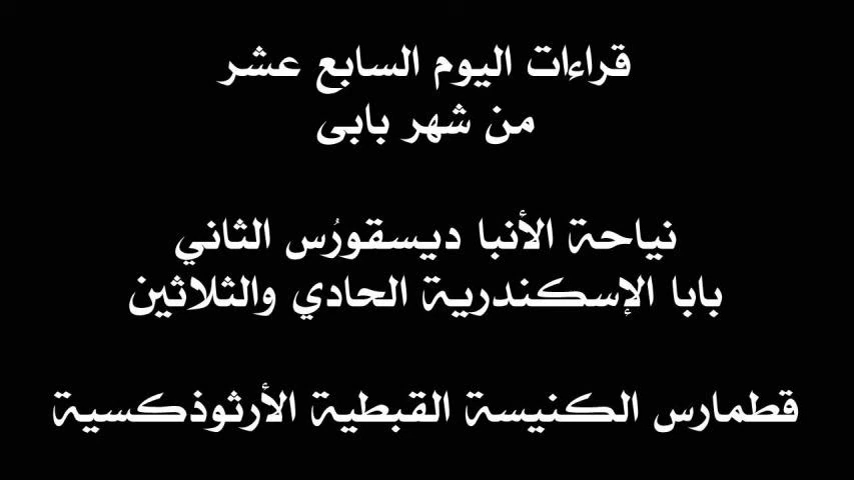 قراءات اليوم السابع عشر
من شهر بابى
نياحة الأنبا ديسقورُس الثاني
بابا الإسكندرية الحادي والثلاثين
قطمارس الكنيسة القبطية الأرثوذكسية